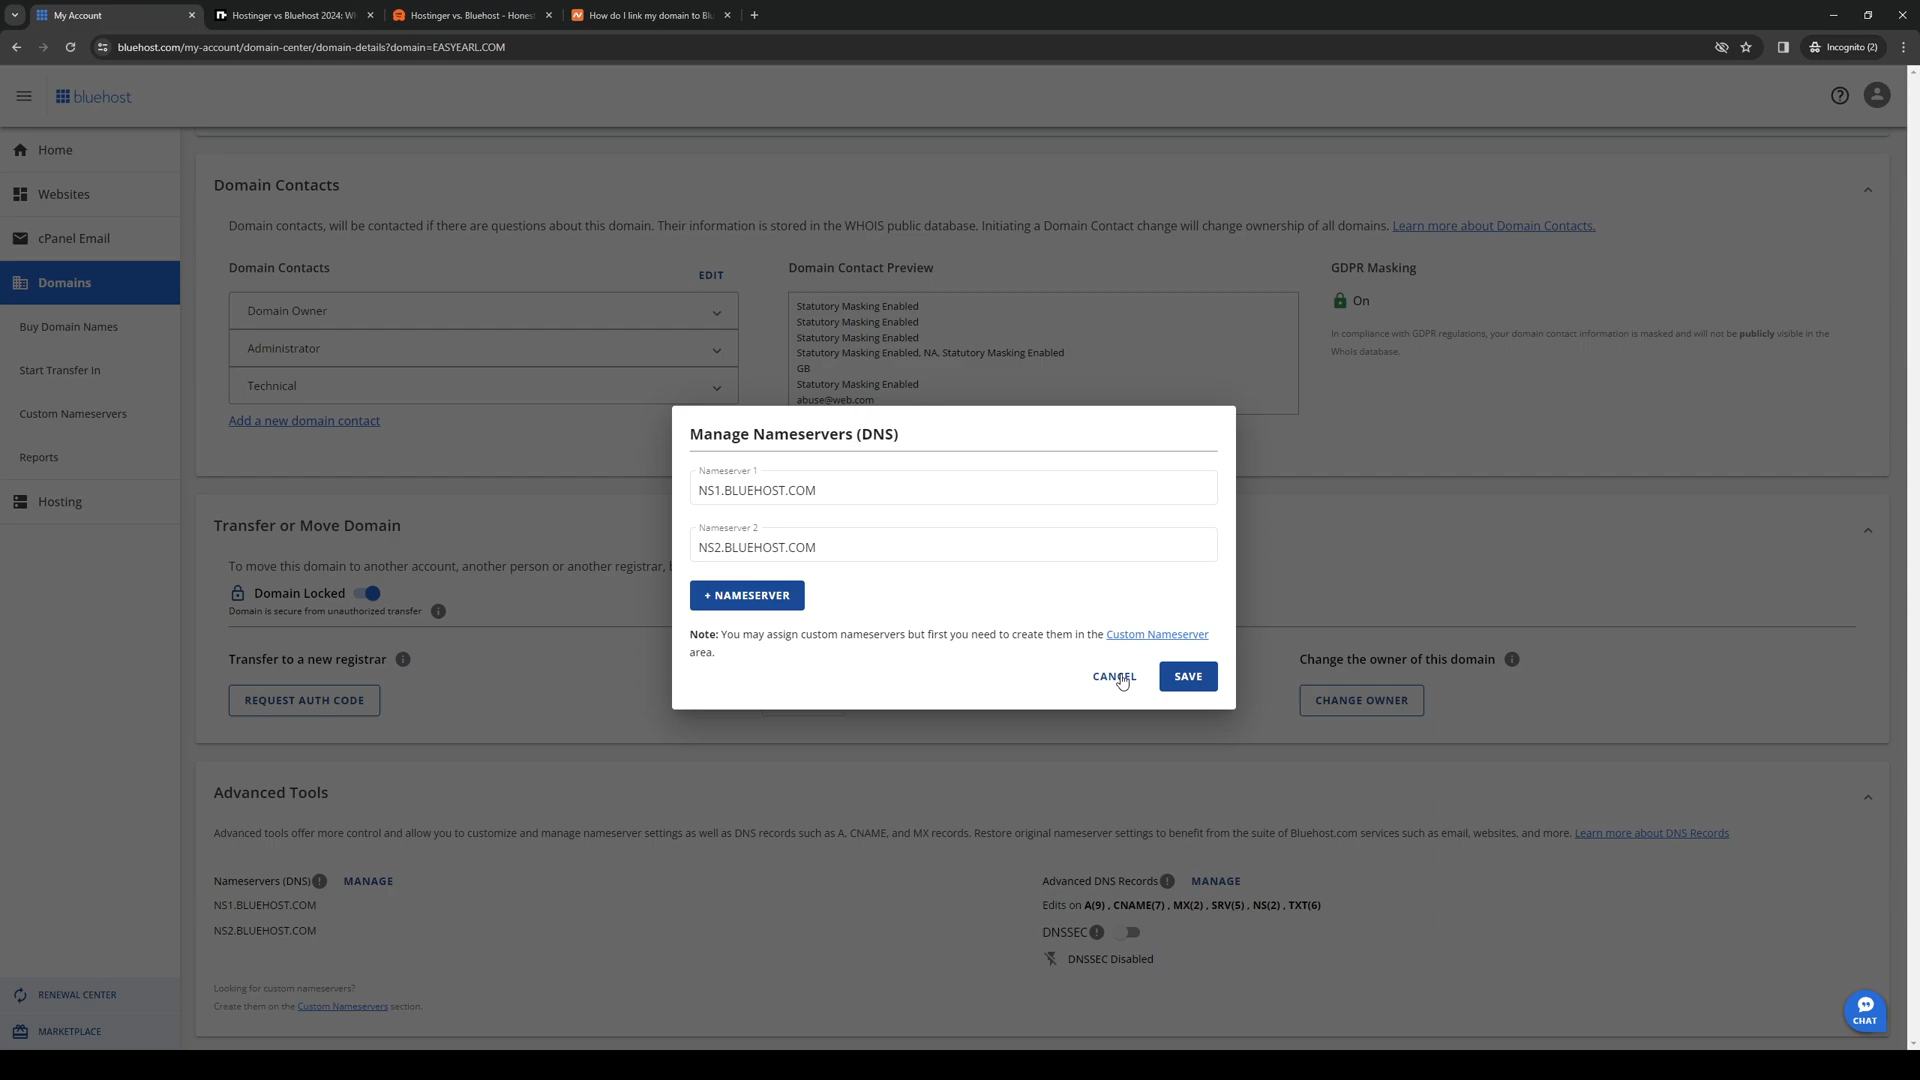 My Account
Hostinger vs Bluehost 2024: Wh
Hostinger vs. Bluehost - Honest
How do I link my domain to Blu
bluehost.com/my-account/domain-center/domain-details?domain=EASYEARL.COM
Incognito (2)
bluehost
Home
Websites
cPanel Email
Domains
Buy Domain Names
Start Transfer in
Custom Nameservers
Reports
Hosting
RENEWAL CENTER
MARKETPLACE
Domain Contacts
Domain contacts, will be contacted if there are questions about this domain. Their information is stored in the WHOIS public database. Initiating a Domain Contact change will change ownership of all domains. Learn more about Domain Contacts.
Domain Contacts
EDIT
Domain Owner
Administrator
Technical
Add a new domain contact
Domain Contact Preview
Statutory Masking Enabled
Statutory Masking Enabled
Statutory Masking Enabled
Statutory Masking Enabled, NA, Statutory Masking Enabled
GB
Statutory Masking Enabled
abuse@web.com
GDPR Masking
On
In compliance with GDPR regulations, your domain contact information is masked and will not be publicly visible in the
Whois database.
Manage Nameservers (DNS)
Nameserver 1
NS1.BLUEHOST.COM
Nameserver 2
NS2.BLUEHOST.COM
+ NAMESERVER
Note: You may assign custom nameservers but first you need to create them in the Custom Nameserver
area.
CANCEL
SAVE
Transfer or Move Domain
To move this domain to another account, another person or another registrar,
Domain Locked
Domain is secure from unauthorized transfer
Transfer to a new registrar
REQUEST AUTH CODE
Change the owner of this domain
CHANGE OWNER
Advanced Tools
Advanced tools offer more control and allow you to customize and manage nameserver settings as well as DNS records such as A, CNAME, and MX records. Restore original nameserver settings to benefit from the suite of Bluehost.com services such as email, websites, and more. Learn more about DNS Records
Nameservers (DNS)
MANAGE
NS1.BLUEHOST.COM
NS2.BLUEHOST.COM
Looking for custom nameservers?
Create them on the Custom Nameservers section.
Advanced DNS Records
MANAGE
Edits on A(9) , CNAME(7) , MX(2) , SRV(5) , NS(2) , TXT(6)
DNSSEC
DNSSEC Disabled
CHAT